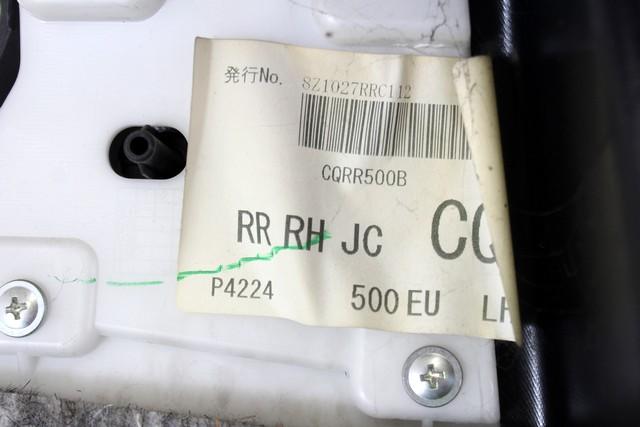 発行No. 8Z1027RRC112
CQRR500B
RR RH JC
P4224 500 EU